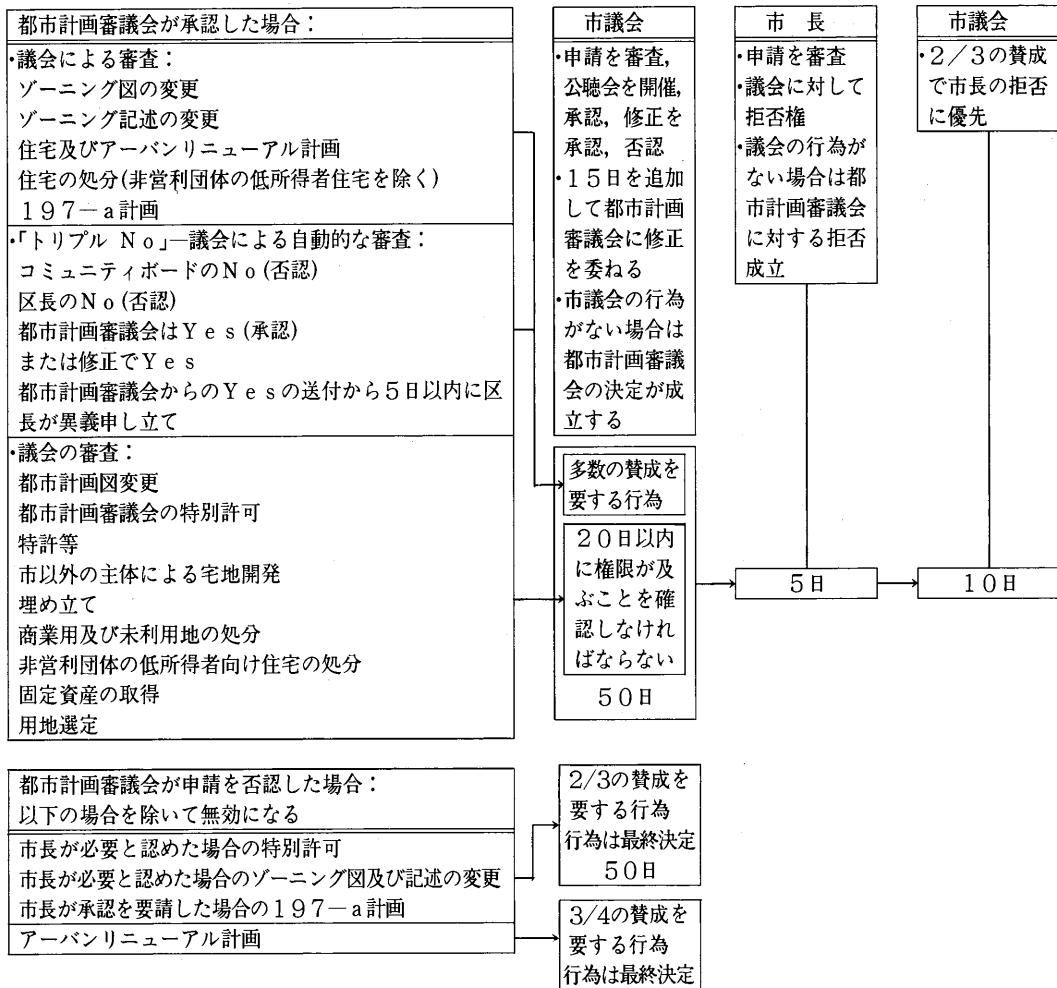 都市計画審議会が承認した場合:
・議会による審査:
ゾーニング図の変更
ゾーニング記述の変更
住宅及びアーバンリニューアル計画
住宅の処分(非営利団体の低所得者住宅を除く)
197－a計画
・「トリプル No」―議会による自動的な審査:
コミュニティボードのNo(否認)
区長のNo(否認)
都市計画審議会はYes(承認)
または修正でYes
都市計画審議会からのYesの送付から5日以内に区
長が異義申し立て
・議会の審査:
都市計画図変更
都市計画審議会の特別許可
特許等
市以外の主体による宅地開発
埋め立て
商業用及び未利用地の処分
非営利団体の低所得者向け住宅の処分
固定資産の取得
用地選定
市議会
・申請を審査,
公聴会を開催,
承認, 修正を
承認, 否認
・15日を追加
して都市計画
審議会に修正
を委ねる
・市議会の行為
がない場合は
都市計画審議
会の決定が成
立する
多数の賛成を
要する行為
20日以内
に権限が及
ぶことを確
認しなけれ
ばならない
50日
市 長
・申請を審査
・議会に対して
拒否権
・議会の行為が
ない場合は都
市計画審議会
に対する拒否
成立
5日
市議会
・2/3の賛成
で市長の拒否
に優先
10日
都市計画審議会が申請を否認した場合:
以下の場合を除いて無効になる
市長が必要と認めた場合の特別許可
市長が必要と認めた場合のゾーニング図及び記述の変更
市長が承認を要請した場合の197－a計画
アーバンリニューアル計画
2/3の賛成を
要する行為
行為は最終決定
50日
3/4の賛成を
要する行為
行為は最終決定